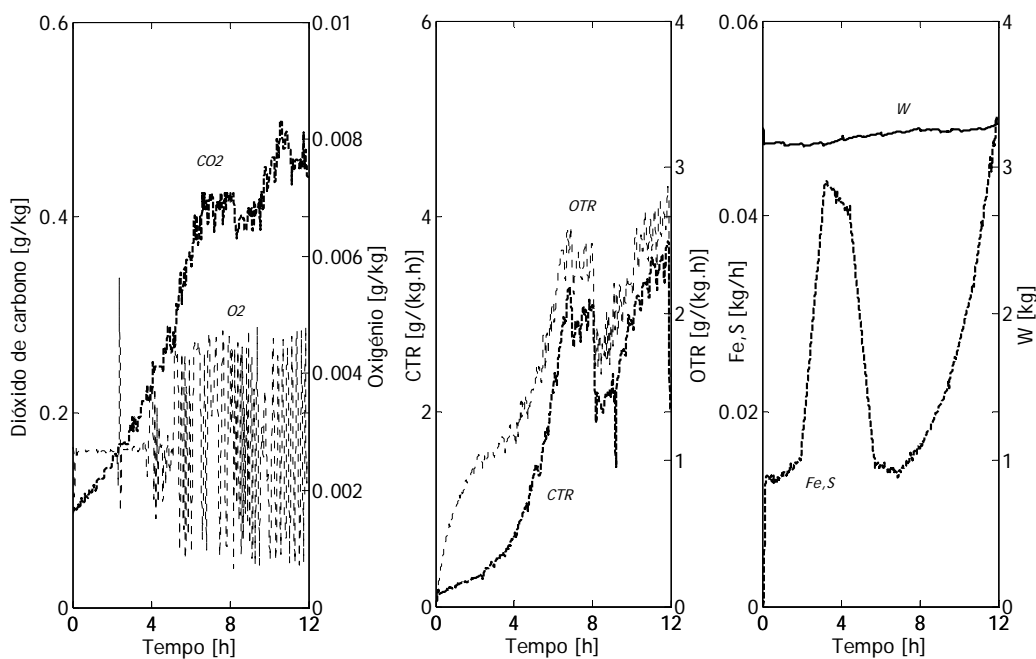 0.6
0.4
0.2
0
0.01
0.008
0.006
0.004
0.002
0
CO2
O2
0 4 8 12
Tempo [h]
Dióxido de carbono [g/kg]
Oxigénio [g/kg]
6
4
2
0
4
3
2
1
0
OTR
CTR
0 4 8 12
Tempo [h]
CTR [g/(kg.h)]
OTR [g/(kg.h)]
0.06
0.04
0.02
0
4
3
2
1
0
W
Fe,S
0 4 8 12
Tempo [h]
Fe,S [kg/h]
W [kg]